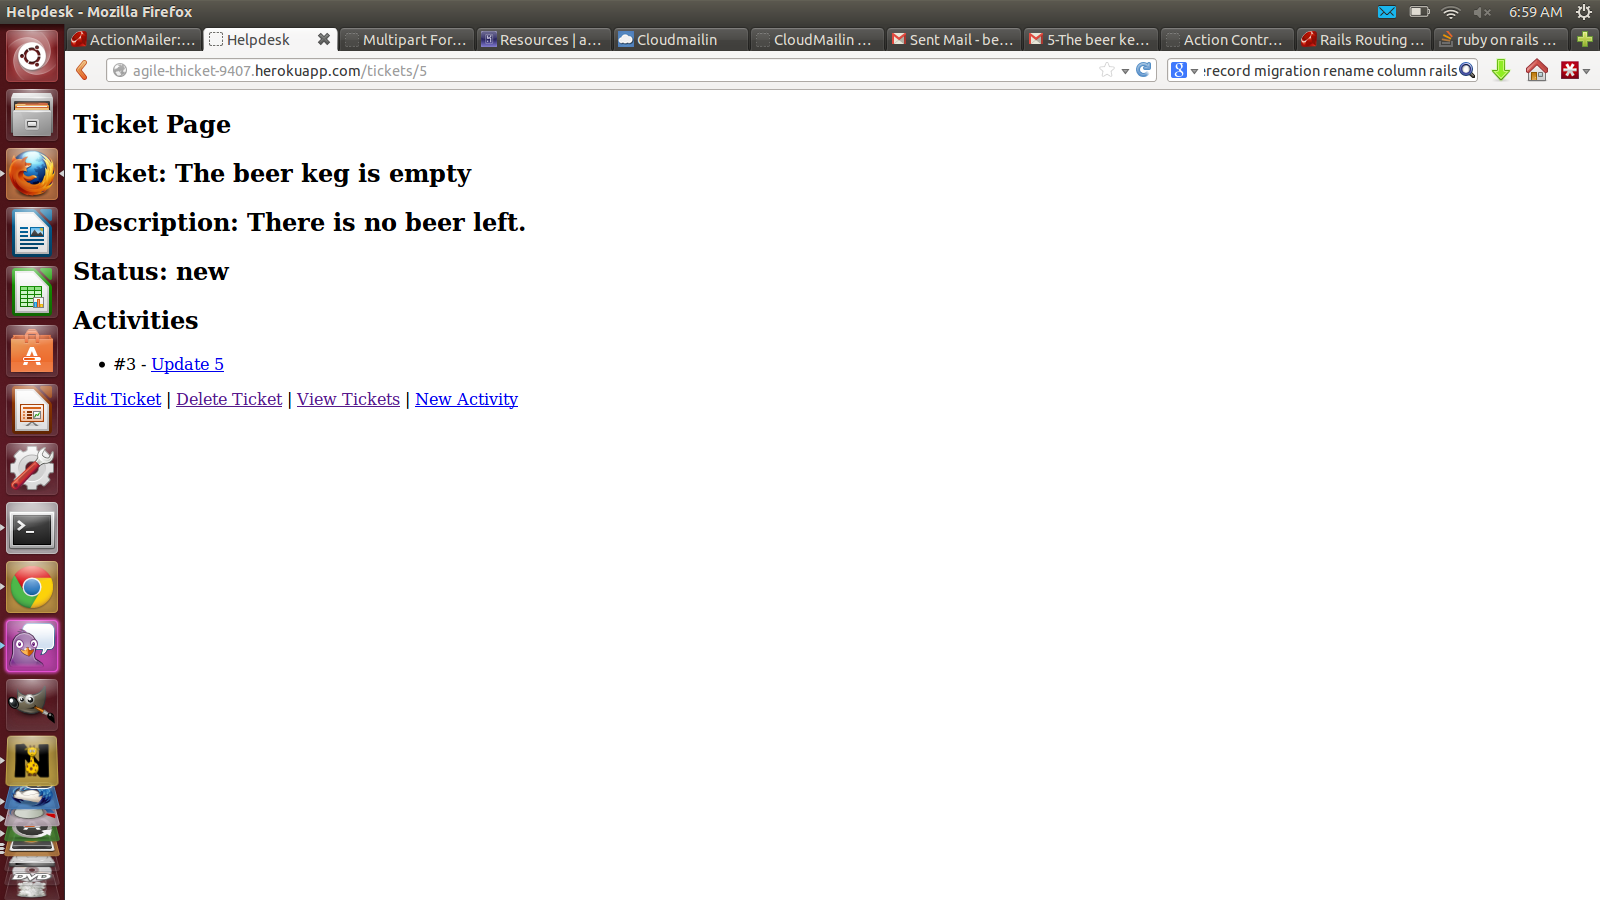 Helpdesk - Mozilla Firefox
6:59 AM
ActionMailer:...
Helpdesk
Multipart For...
Resources | a...
Cloudmailin
CloudMailin ...
Sent Mail - be...
5-The beer ke...
Action Contr...
Rails Routing ...
ruby on rails ...
agile-thicket-9407.herokuapp.com/tickets/5
record migration rename column rails
Ticket Page
Ticket: The beer keg is empty
Description: There is no beer left.
Status: new
Activities
#3 - Update 5
Edit Ticket | Delete Ticket | View Tickets | New Activity
DVD